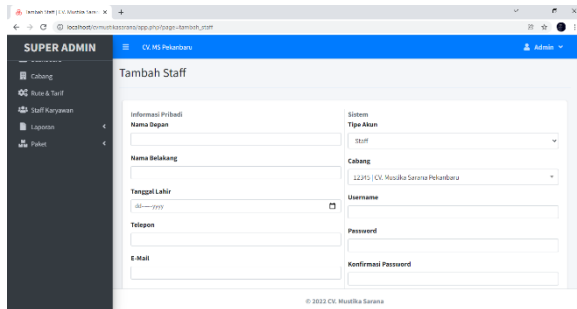 Tambah Staff | CV. Mustika Sara
localhost/cvmustikasarana/app.php?page=tambah_staff
SUPER ADMIN
CV. MS Pekanbaru
Admin
Cabang
Rute & Tarif
Staff Karyawan
Laporan
Paket
Tambah Staff
Informasi Pribadi
Nama Depan
Nama Belakang
Tanggal Lahir
dd----yyyy
Telepon
E-Mail
Sistem
Tipe Akun
Staff
Cabang
12345 | CV. Mustika Sarana Pekanbaru
Username
Password
Konfirmasi Password
© 2023 CV. Mustika Sarana